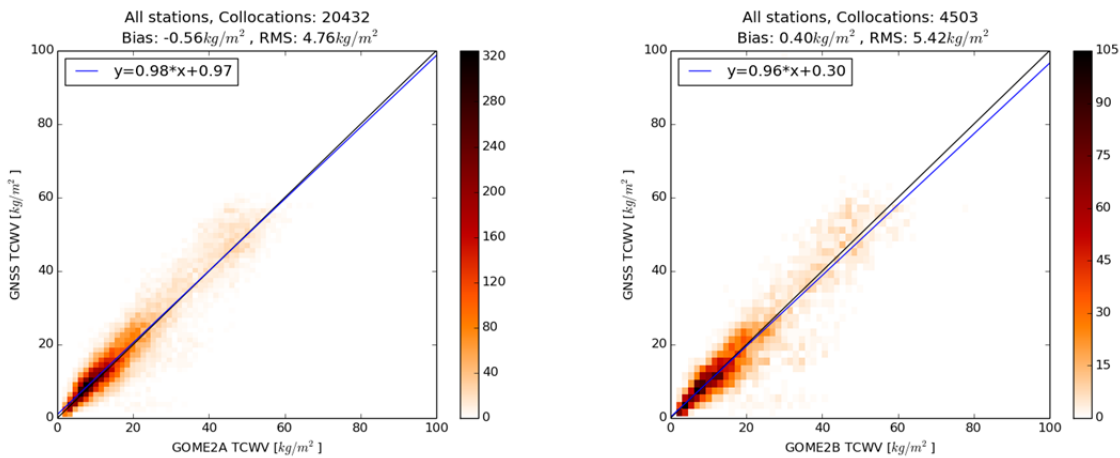 All stations, Collocations: 20432
Bias: -0.56kg/m² , RMS: 4.76kg/m²
y=0.98*x+0.97
100
80
60
40
20
0
GNSS TCWV [kg/m² ]
0 20 40 60 80 100
GOME2A TCWV [kg/m² ]
320
280
240
200
160
120
80
40
0
All stations, Collocations: 4503
Bias: 0.40kg/m² , RMS: 5.42kg/m²
y=0.96*x+0.30
100
80
60
40
20
0
GNSS TCWV [kg/m² ]
0 20 40 60 80 100
GOME2B TCWV [kg/m² ]
105
90
75
60
45
30
15
0